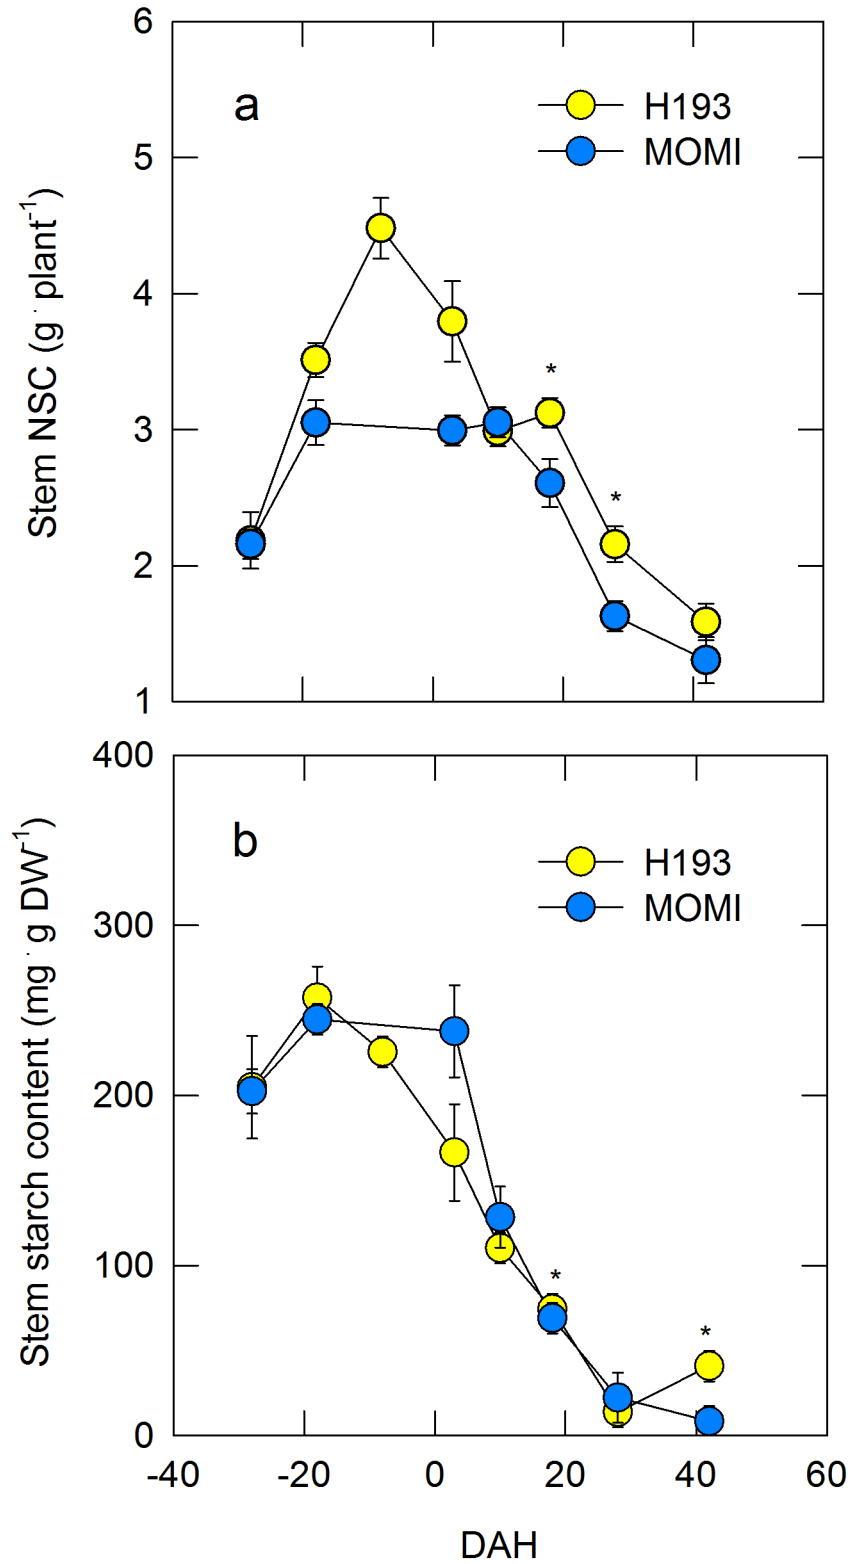 6
5
4
3
2
1
Stem NSC (g · plant⁻¹)
a
H193
MOMI
*
*
400
300
200
100
0
Stem starch content (mg · g DW⁻¹)
b
H193
MOMI
*
*
-40 -20 0 20 40 60
DAH